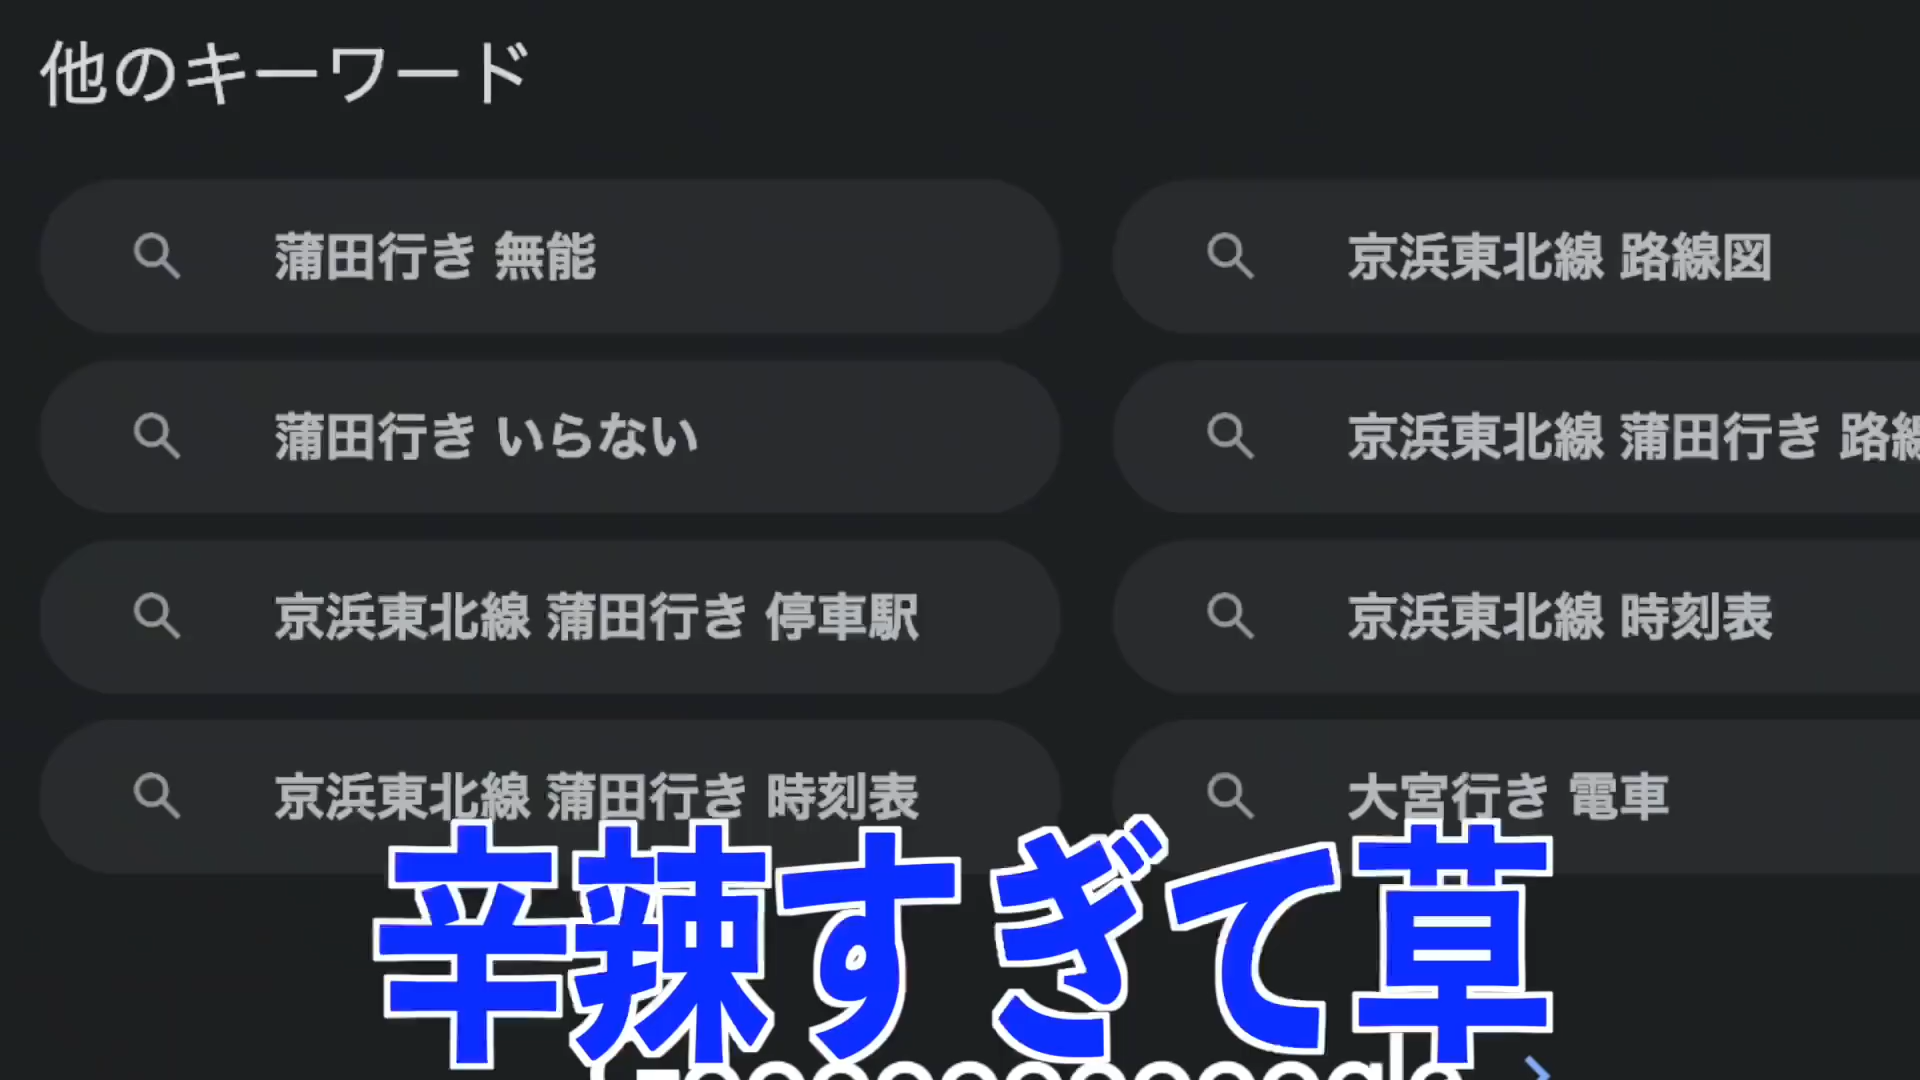 他のキーワード
蒲田行き 無能
京浜東北線 路線図
蒲田行き いらない
京浜東北線 蒲田行き 路線
京浜東北線 蒲田行き 停車駅
京浜東北線 時刻表
京浜東北線 蒲田行き 時刻表
大宮行き 電車
辛辣すぎて草